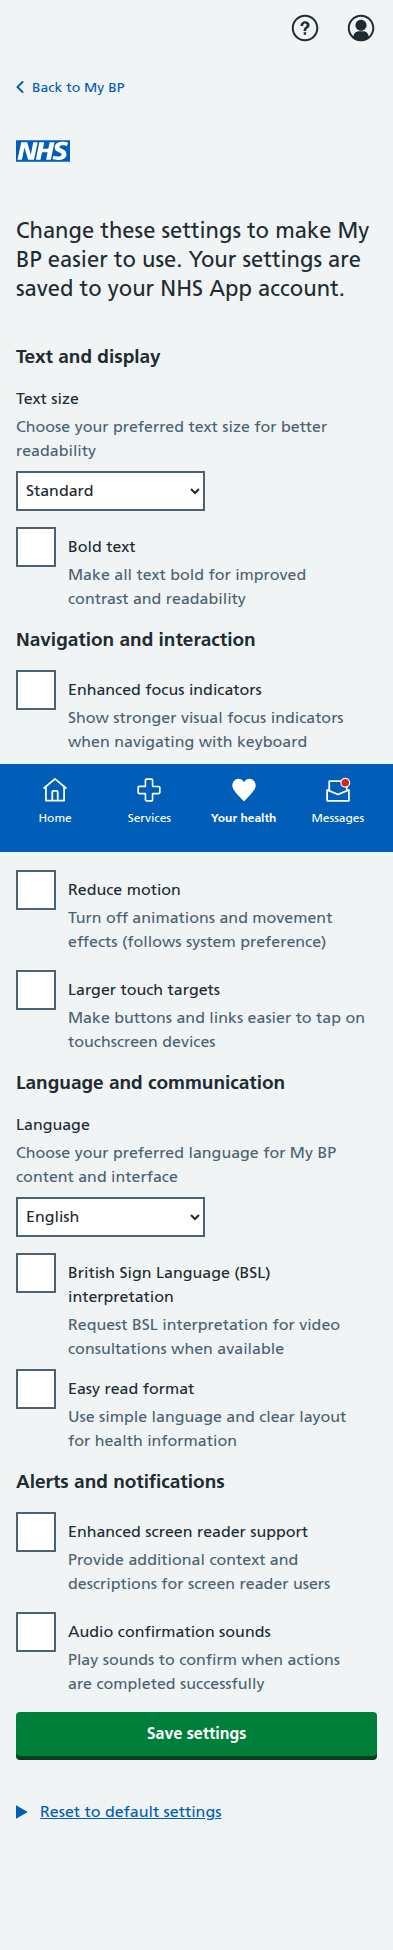 Back to My BP
NHS
Change these settings to make My
BP easier to use. Your settings are
saved to your NHS App account.
Text and display
Text size
Choose your preferred text size for better
readability
Standard
Bold text
Make all text bold for improved
contrast and readability
Navigation and interaction
Enhanced focus indicators
Show stronger visual focus indicators
when navigating with keyboard
Home
Services
Your health
Messages
Reduce motion
Turn off animations and movement
effects (follows system preference)
Larger touch targets
Make buttons and links easier to tap on
touchscreen devices
Language and communication
Language
Choose your preferred language for My BP
content and interface
English
British Sign Language (BSL)
interpretation
Request BSL interpretation for video
consultations when available
Easy read format
Use simple language and clear layout
for health information
Alerts and notifications
Enhanced screen reader support
Provide additional context and
descriptions for screen reader users
Audio confirmation sounds
Play sounds to confirm when actions
are completed successfully
Save settings
Reset to default settings